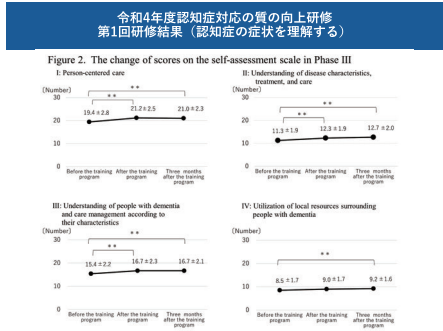 令和4年度認知症対応の質の向上研修
第1回研修結果（認知症の症状を理解する）
Figure 2. The change of scores on the self-assessment scale in Phase III
I: Person-centered care
(Number)
30
20
10
0
* *
* *
19.4 ± 2.8
21.2 ± 2.5
21.0 ± 2.3
Before the training program
After the training program
Three months after the training program
II: Understanding of disease characteristics,
treatment, and care
(Number)
30
20
10
0
* *
* *
11.3 ± 1.9
12.3 ± 1.9
12.7 ± 2.0
Before the training program
After the training program
Three months after the training program
III: Understanding of people with dementia
and care management according to
their characteristics
(Number)
30
20
10
0
* *
* *
15.4 ± 2.2
16.7 ± 2.3
16.7 ± 2.1
Before the training program
After the training program
Three months after the training program
IV: Utilization of local resources surrounding
people with dementia
(Number)
30
20
10
0
* *
8.5 ± 1.7
9.0 ± 1.7
9.2 ± 1.6
Before the training program
After the training program
Three months after the training program